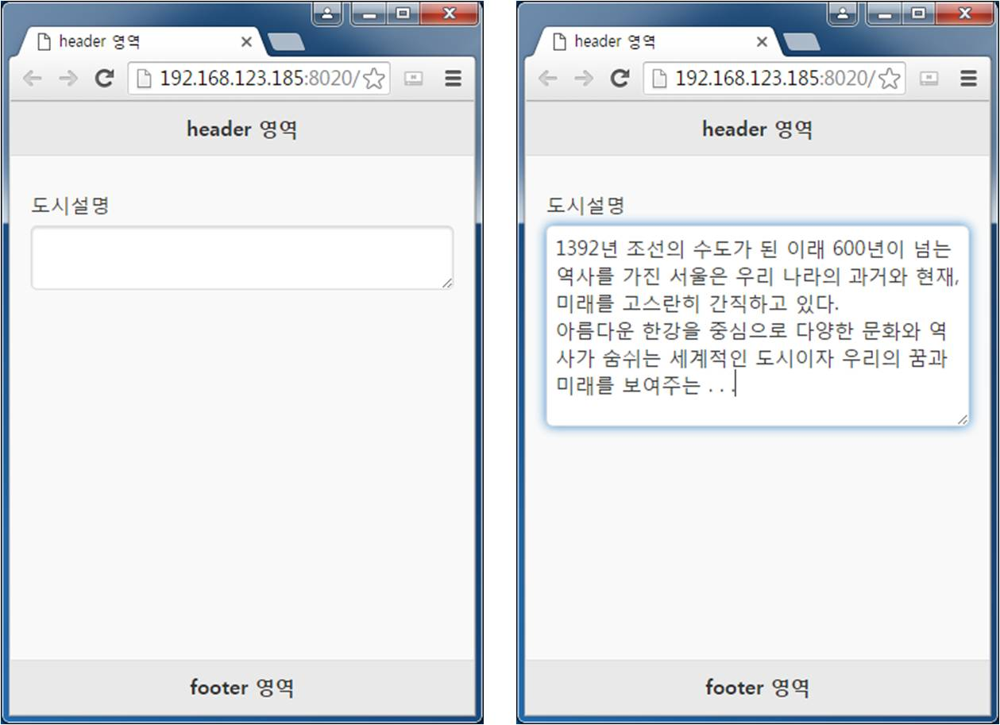 header 영역
192.168.123.185:8020/
header 영역
도시설명
footer 영역
header 영역
192.168.123.185:8020/
header 영역
도시설명
1392년 조선의 수도가 된 이래 600년이 넘는
역사를 가진 서울은 우리 나라의 과거와 현재,
미래를 고스란히 간직하고 있다.
아름다운 한강을 중심으로 다양한 문화와 역
사가 숨쉬는 세계적인 도시이자 우리의 꿈과
미래를 보여주는 . . .
footer 영역